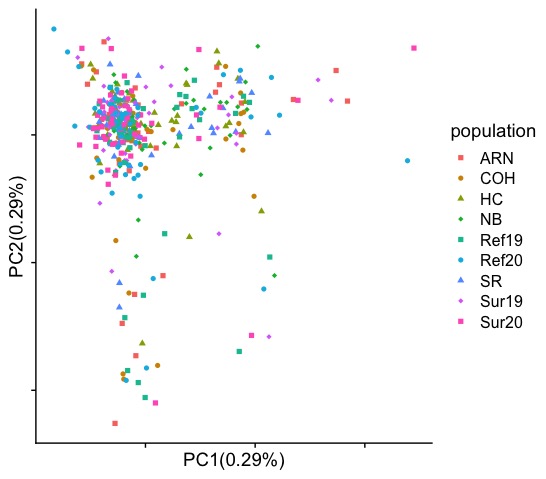 population
ARN
COH
HC
NB
Ref19
Ref20
SR
Sur19
Sur20
PC2(0.29%)
PC1(0.29%)